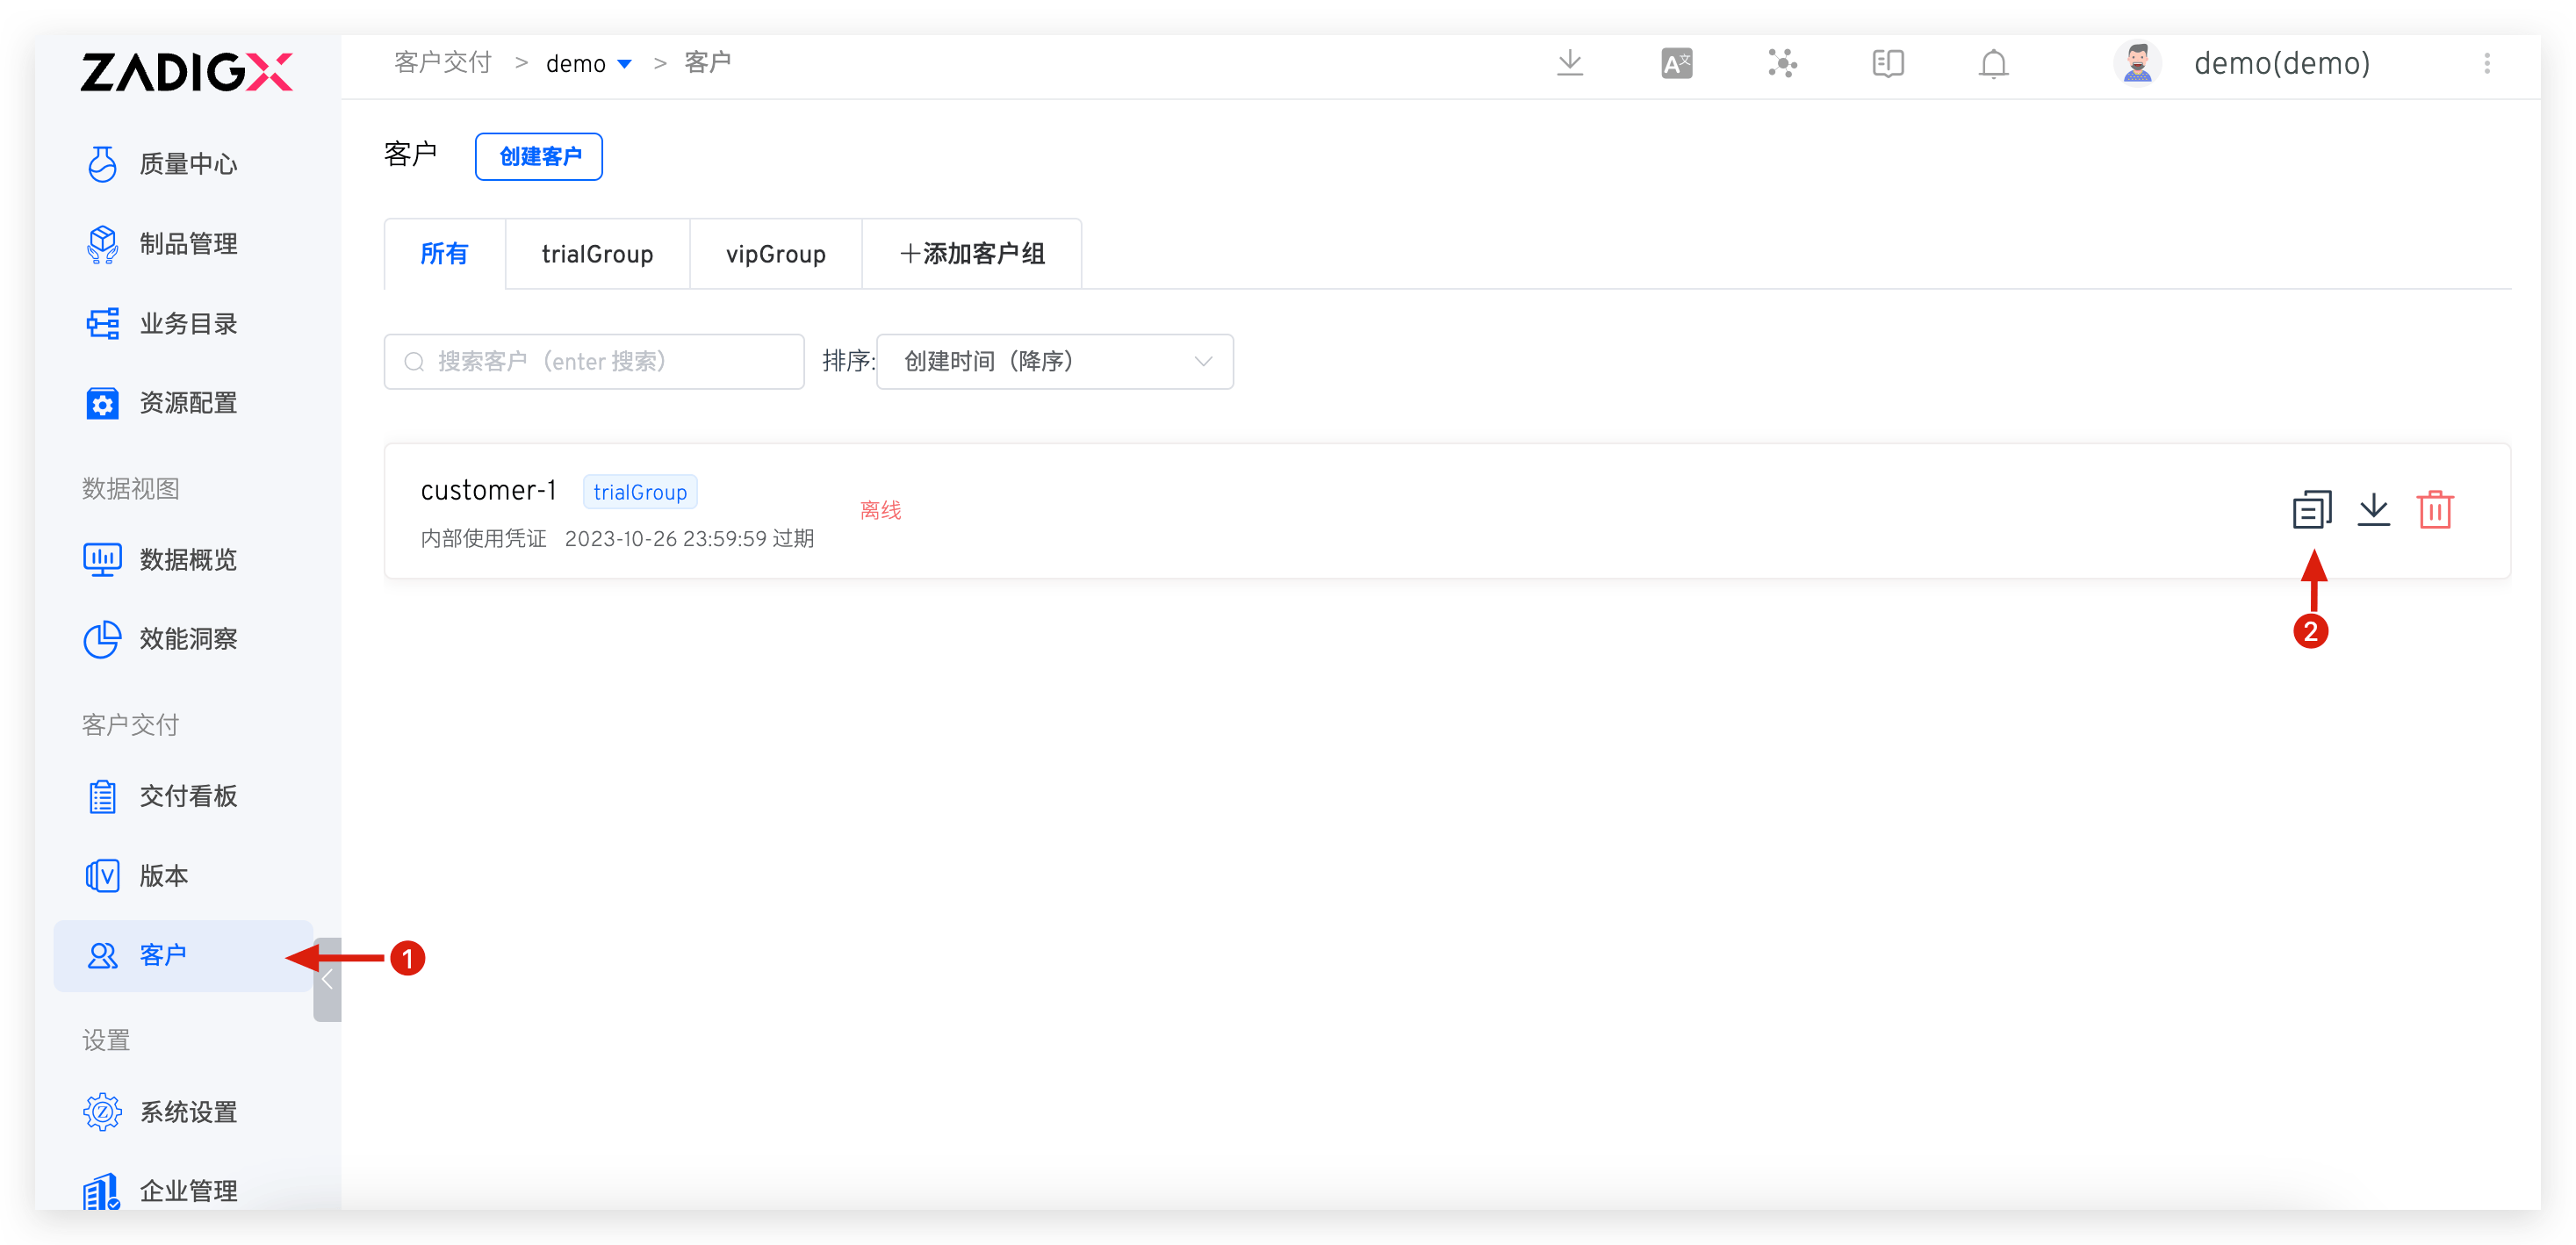 ZADIGX
质量中心
制品管理
业务目录
资源配置
数据视图
数据概览
效能洞察
客户交付
交付看板
版本
客户
设置
系统设置
企业管理
客户交付 > demo > 客户
A文
demo(demo)
客户 创建客户
所有 trialGroup vipGroup +添加客户组
搜索客户（enter 搜索） 排序: 创建时间（降序）
customer-1 trialGroup
离线
内部使用凭证 2023-10-26 23:59:59 过期
2
1